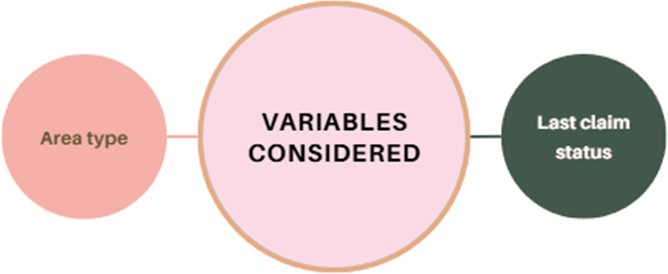 Area type
VARIABLES
CONSIDERED
Last claim
status